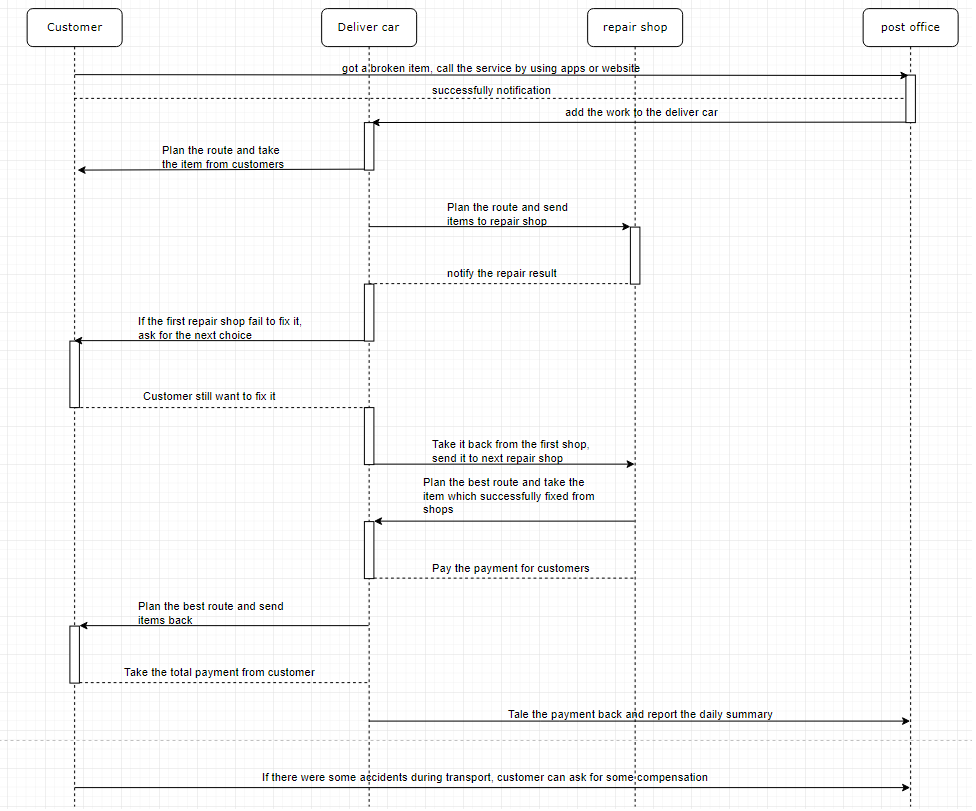 Customer
Deliver car
repair shop
post office
got a broken item, call the service by using apps or website
successfully notification
add the work to the deliver car
Plan the route and take
the item from customers
Plan the route and send
items to repair shop
notify the repair result
If the first repair shop fail to fix it,
ask for the next choice
Customer still want to fix it
Take it back from the first shop,
send it to next repair shop
Plan the best route and take the
item which successfully fixed from
shops
Pay the payment for customers
Plan the best route and send
items back
Take the total payment from customer
Tale the payment back and report the daily summary
If there were some accidents during transport, customer can ask for some compensation